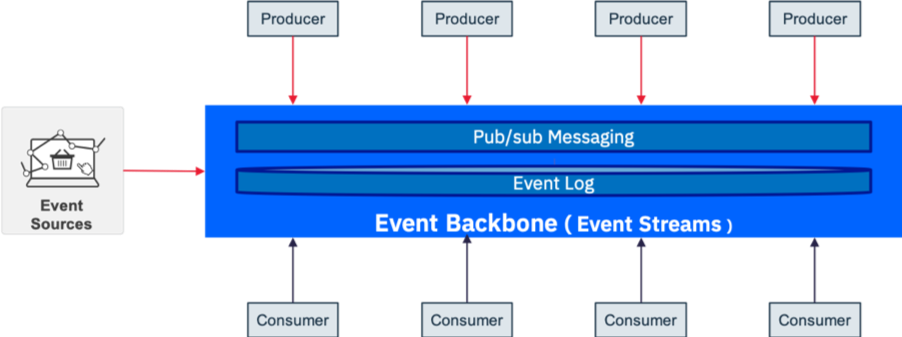 Producer
Producer
Producer
Producer
Pub/sub Messaging
Event Log
Event Backbone ( Event Streams )
Event
Sources
Consumer
Consumer
Consumer
Consumer